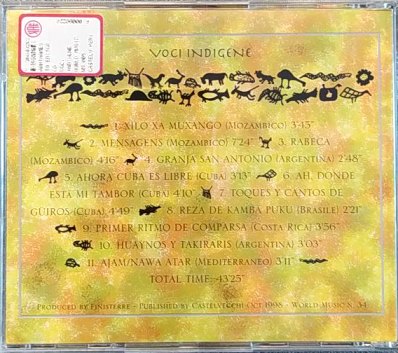 VOCI INDIGENE
1. XILO XA MUXANGO (MOZAMBICO) 3'43"
2. MENSAGENS (MOZAMBICO) 7'24" 3. RABECA
(MOZAMBICO) 4'16" 4. GRANJA SAN ANTONIO (ARGENTINA) 2'48"
5. AHORA CUBA ES LIBRE (CUBA) 3'13" 6. AH, DONDE
ESTA MI TAMBOR (CUBA) 4'10" 7. TOQUES Y CANTOS DE
GUIROS (CUBA) 4'49" 8. REZA DE KAMBA PUKU (BRASILE) 2'21"
9. PRIMER RITMO DE COMPARSA (COSTA RICA) 3'56"
10. HUAYNOS Y TAKIRARIS (ARGENTINA) 3'03"
11. AJAM/NAWA ATAR (MEDITERRANEO) 3'11"
TOTAL TIME: 43'25"
PRODUCED BY FINISTERRE - PUBLISHED BY CASTELVECCHI OCT 1998 - WORLD MUSIC N. 34